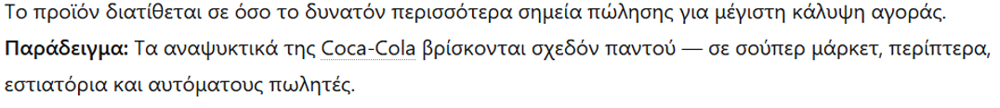 Το προϊόν διατίθεται σε όσο το δυνατόν περισσότερα σημεία πώλησης για μέγιστη κάλυψη αγοράς.
Παράδειγμα: Τα αναψυκτικά της Coca-Cola βρίσκονται σχεδόν παντού — σε σούπερ μάρκετ, περίπτερα,
εστιατόρια και αυτόματους πωλητές.